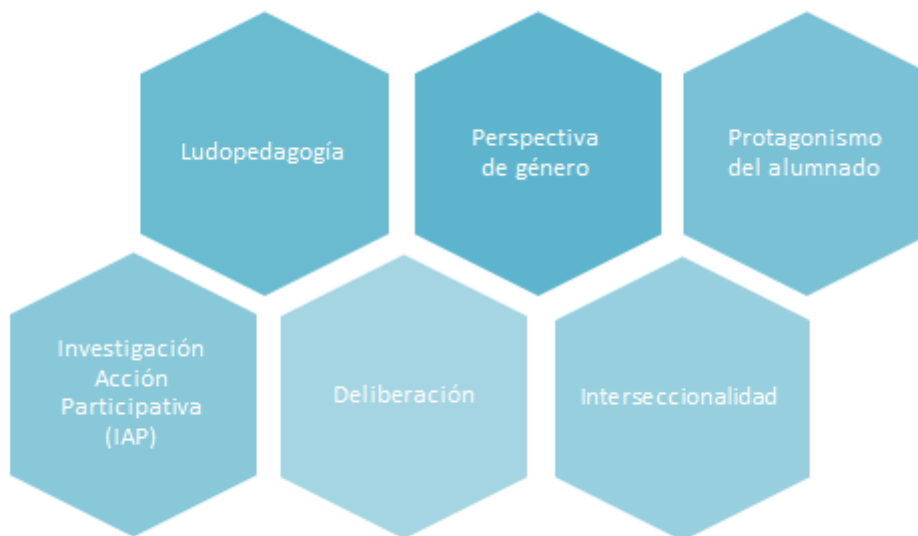 Ludopedagogía
Perspectiva
de género
Protagonismo
del alumnado
Investigación
Acción
Participativa
(IAP)
Deliberación
Interseccionalidad